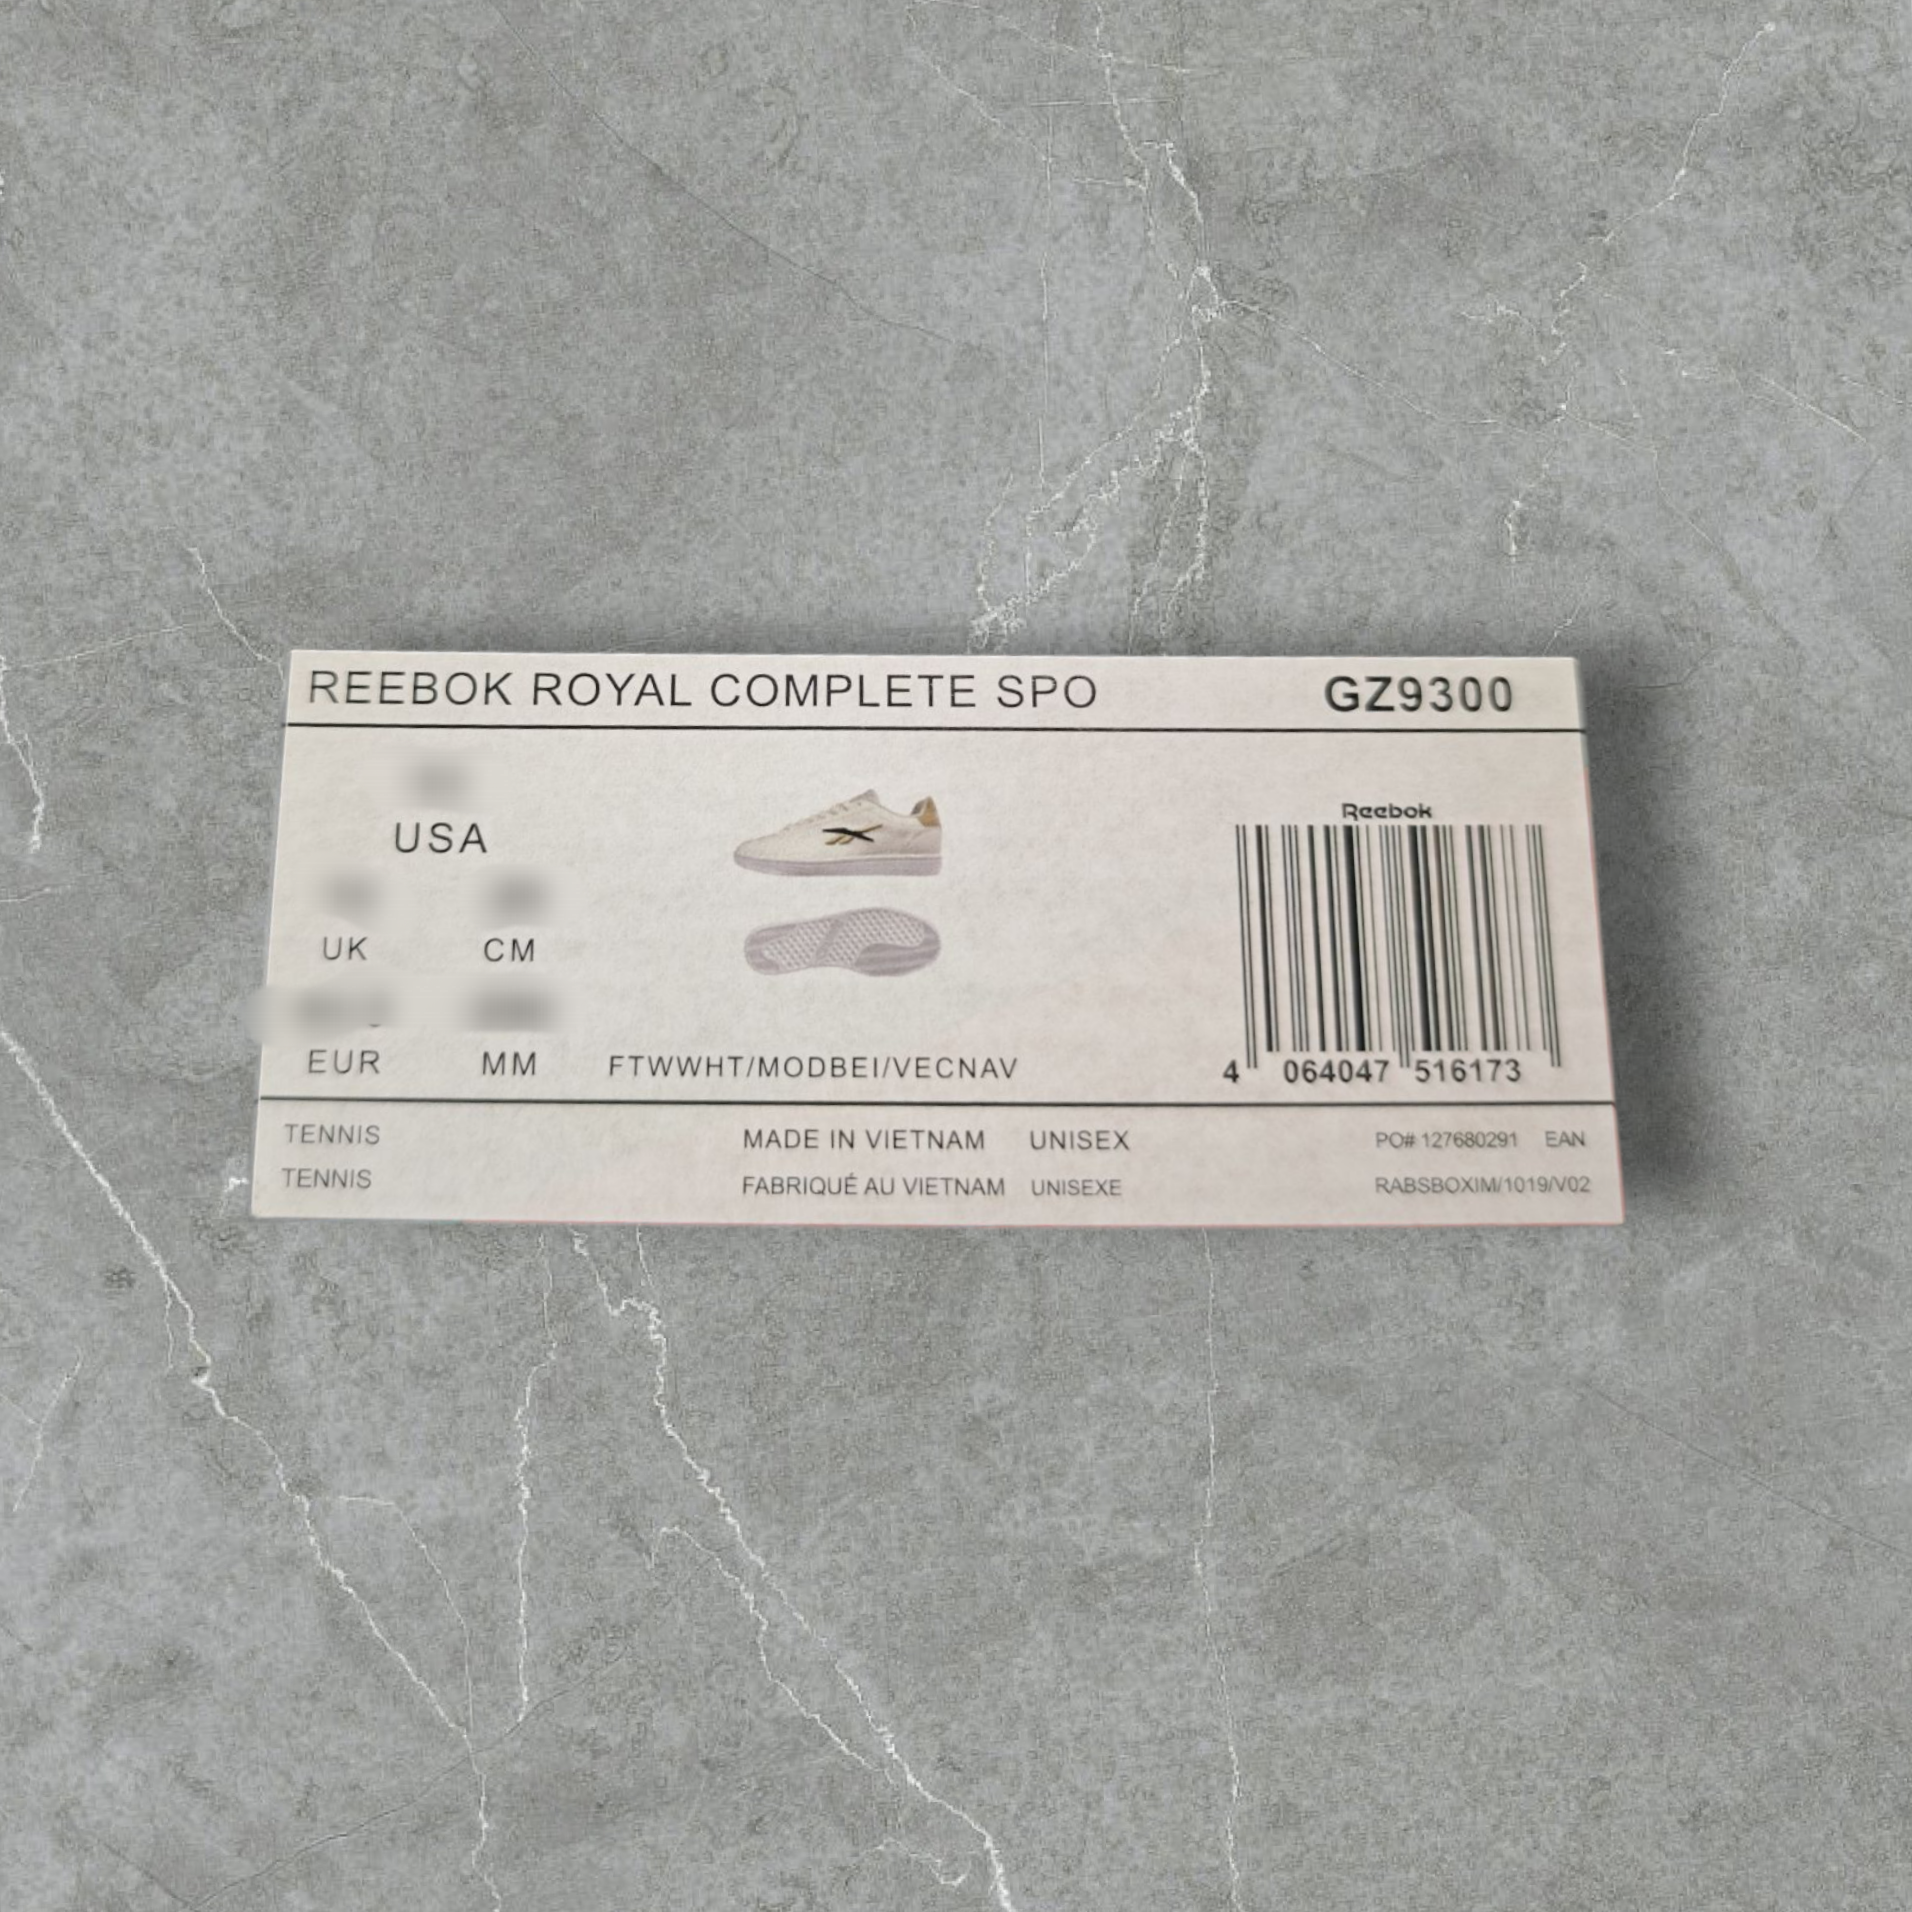 REEBOK ROYAL COMPLETE SPO GZ9300
USA
UK CM
EUR MM
FTWWHT/MODBEI/VECNAV
Reebok
4 064047 516173
TENNIS MADE IN VIETNAM UNISEX PO# 127680291 EAN
TENNIS FABRIQUÉ AU VIETNAM UNISEXE RABSBOXIM/1019/V02